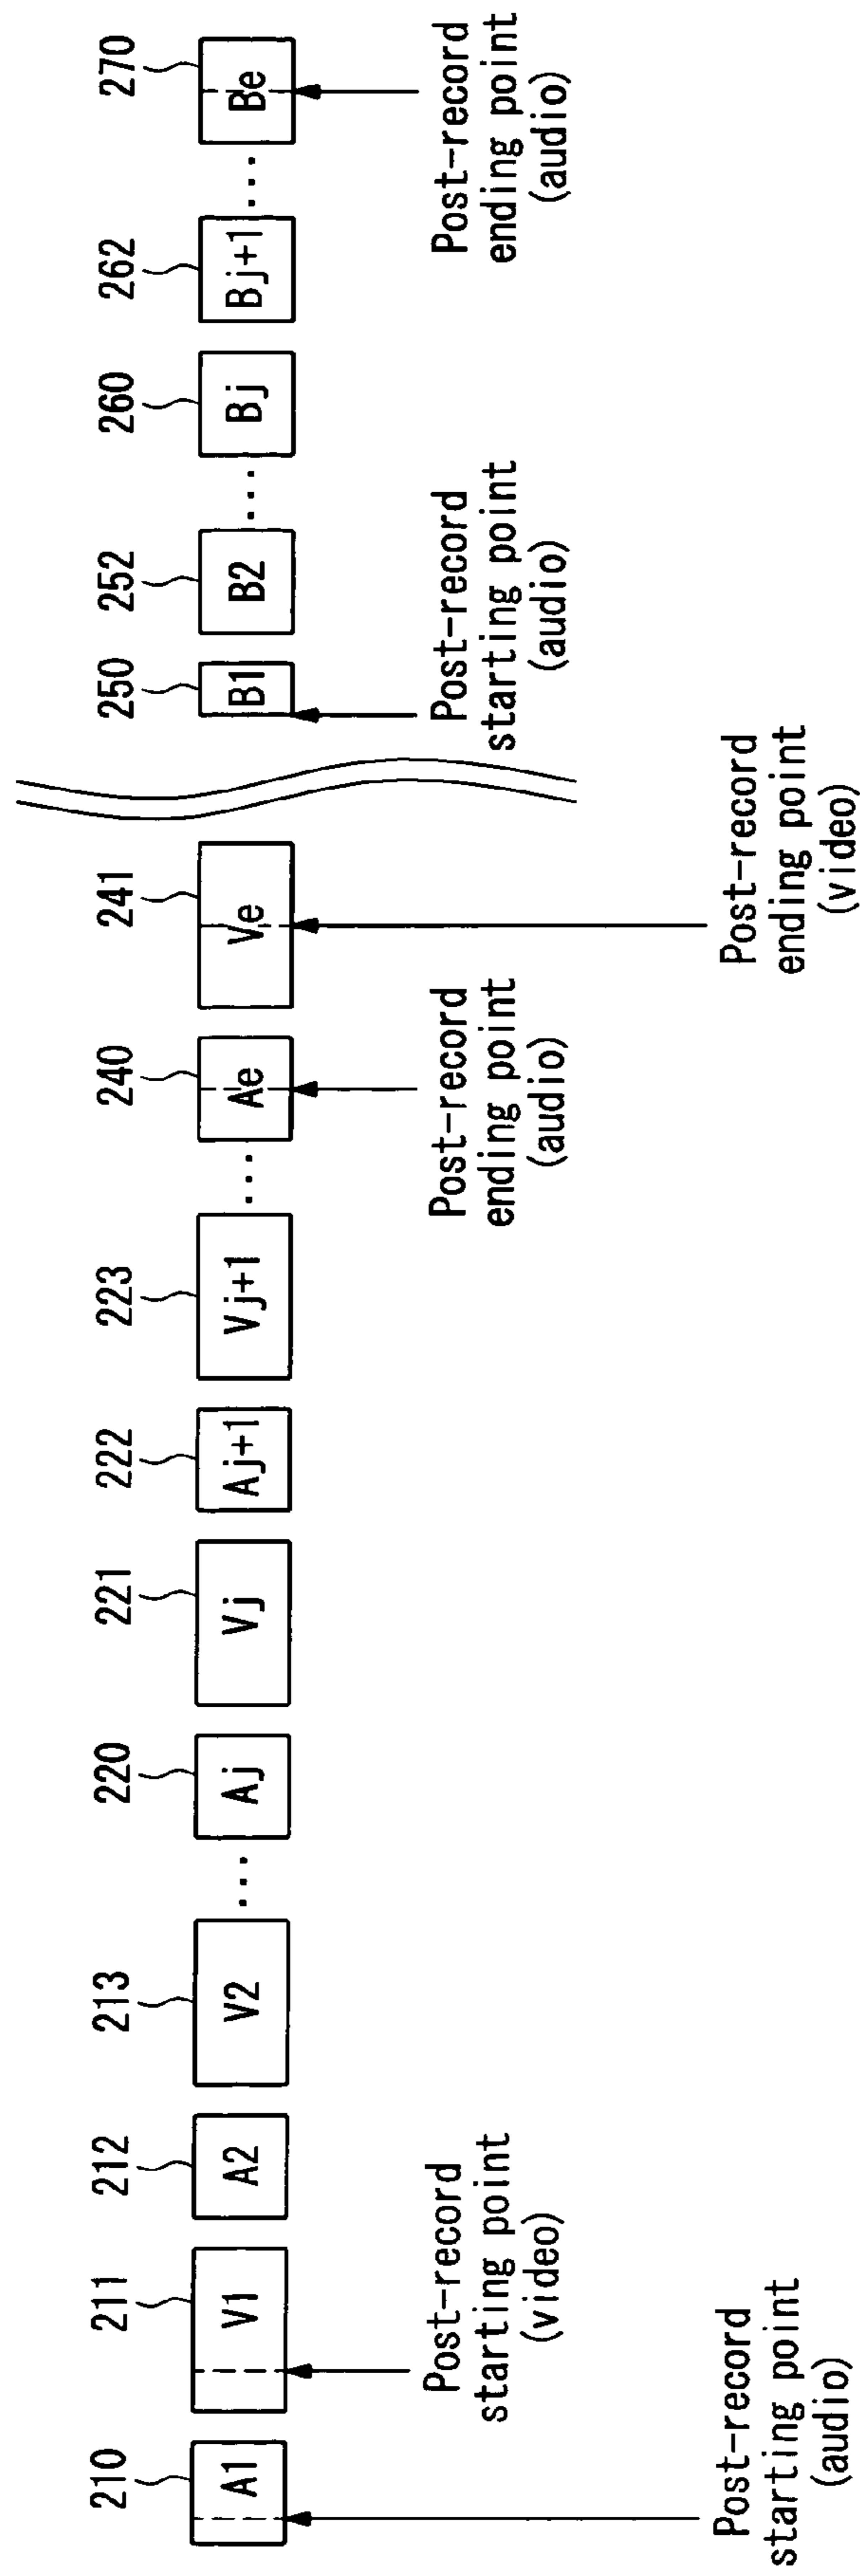 210 211 212 213 220 221 222 223 240 241 250 252 260 262 270
A1 V1 A2 V2 ... Aj Vj Aj+1 Vj+1 ... Ae Ve B1 B2 ... Bj Bj+1 ... Be
Post-record
starting point
(audio)
Post-record
starting point
(video)
Post-record
ending point
(audio)
Post-record
ending point
(video)
Post-record
starting point
(audio)
Post-record
ending point
(audio)